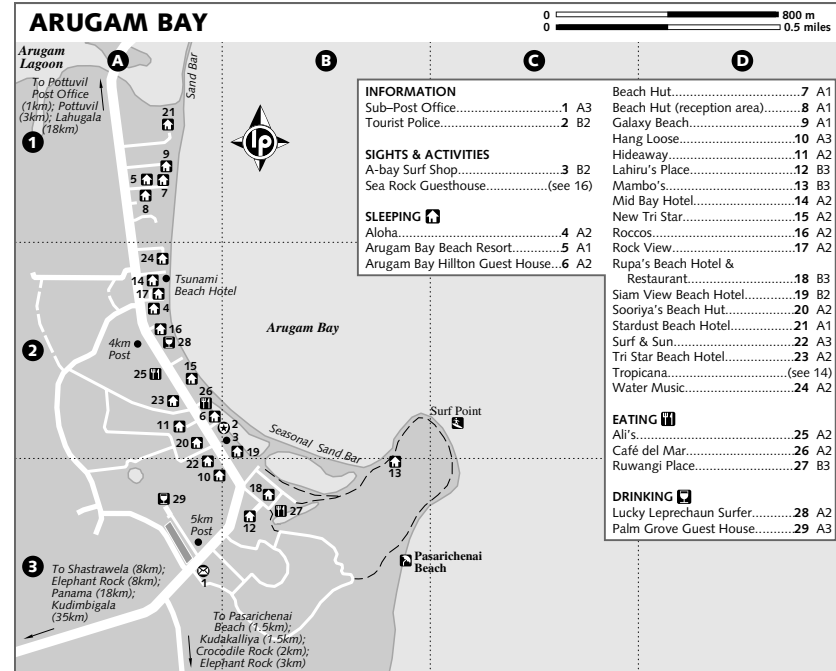 ARUGAM BAY
0 800 m
0 0.5 miles
A
B
C
D
1
2
3
Arugam
Lagoon
To Pottuvil
Post Office
(1km); Pottuvil
(3km); Lahugala
(18km)
Sand Bar
lp
21
9
5
7
8
24
14
17
4
Tsunami
Beach Hotel
16
28
4km
Post
15
25
26
23
6
2
3
11
20
19
22
10
Arugam Bay
Seasonal Sand Bar
Surf Point
13
18
27
12
29
5km
Post
1
Pasarichenai
Beach
To Shastrawela (8km);
Elephant Rock (8km);
Panama (18km);
Kudimbigala
(35km)
To Pasarichenai
Beach (1.5km);
Kudakalliya (1.5km);
Crocodile Rock (2km);
Elephant Rock (3km)
INFORMATION
Sub–Post Office...................1 A3
Tourist Police......................2 B2
SIGHTS & ACTIVITIES
A-bay Surf Shop..................3 B2
Sea Rock Guesthouse...............(see 16)
SLEEPING
Aloha.................................4 A2
Arugam Bay Beach Resort.......5 A1
Arugam Bay Hillton Guest House...6 A2
Beach Hut...........................7 A1
Beach Hut (reception area).......8 A1
Galaxy Beach.......................9 A1
Hang Loose.........................10 A3
Hideaway...........................11 A2
Lahiru's Place......................12 B3
Mambo's............................13 B3
Mid Bay Hotel.....................14 A2
New Tri Star........................15 A2
Roccos..............................16 A2
Rock View..........................17 A2
Rupa's Beach Hotel &
Restaurant..........................18 B3
Siam View Beach Hotel...........19 B2
Sooriya's Beach Hut...............20 A2
Stardust Beach Hotel..............21 A1
Surf & Sun..........................22 A3
Tri Star Beach Hotel...............23 A2
Tropicana...........................(see 14)
Water Music........................24 A2
EATING
Ali's..................................25 A2
Café del Mar.......................26 A2
Ruwangi Place.....................27 B3
DRINKING
Lucky Leprechaun Surfer..........28 A2
Palm Grove Guest House.........29 A3